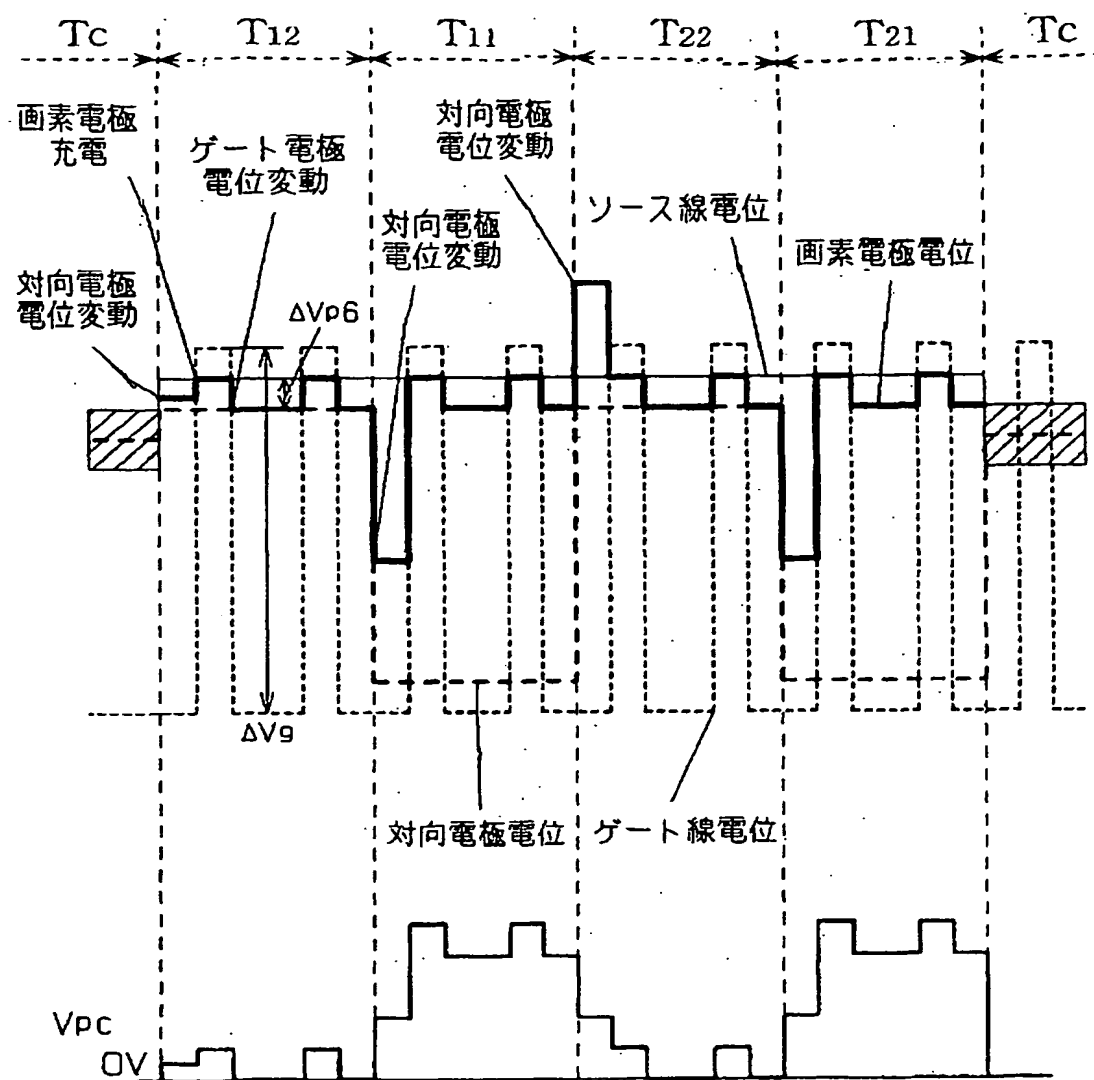 Tc T12 T11 T22 T21 Tc
画素電極
充電
ゲート電極
電位変動
対向電極
電位変動
対向電極
電位変動
ソース線電位
画素電極電位
対向電極
電位変動
ΔVp6
ΔVg
対向電極電位
ゲート線電位
Vpc
0V